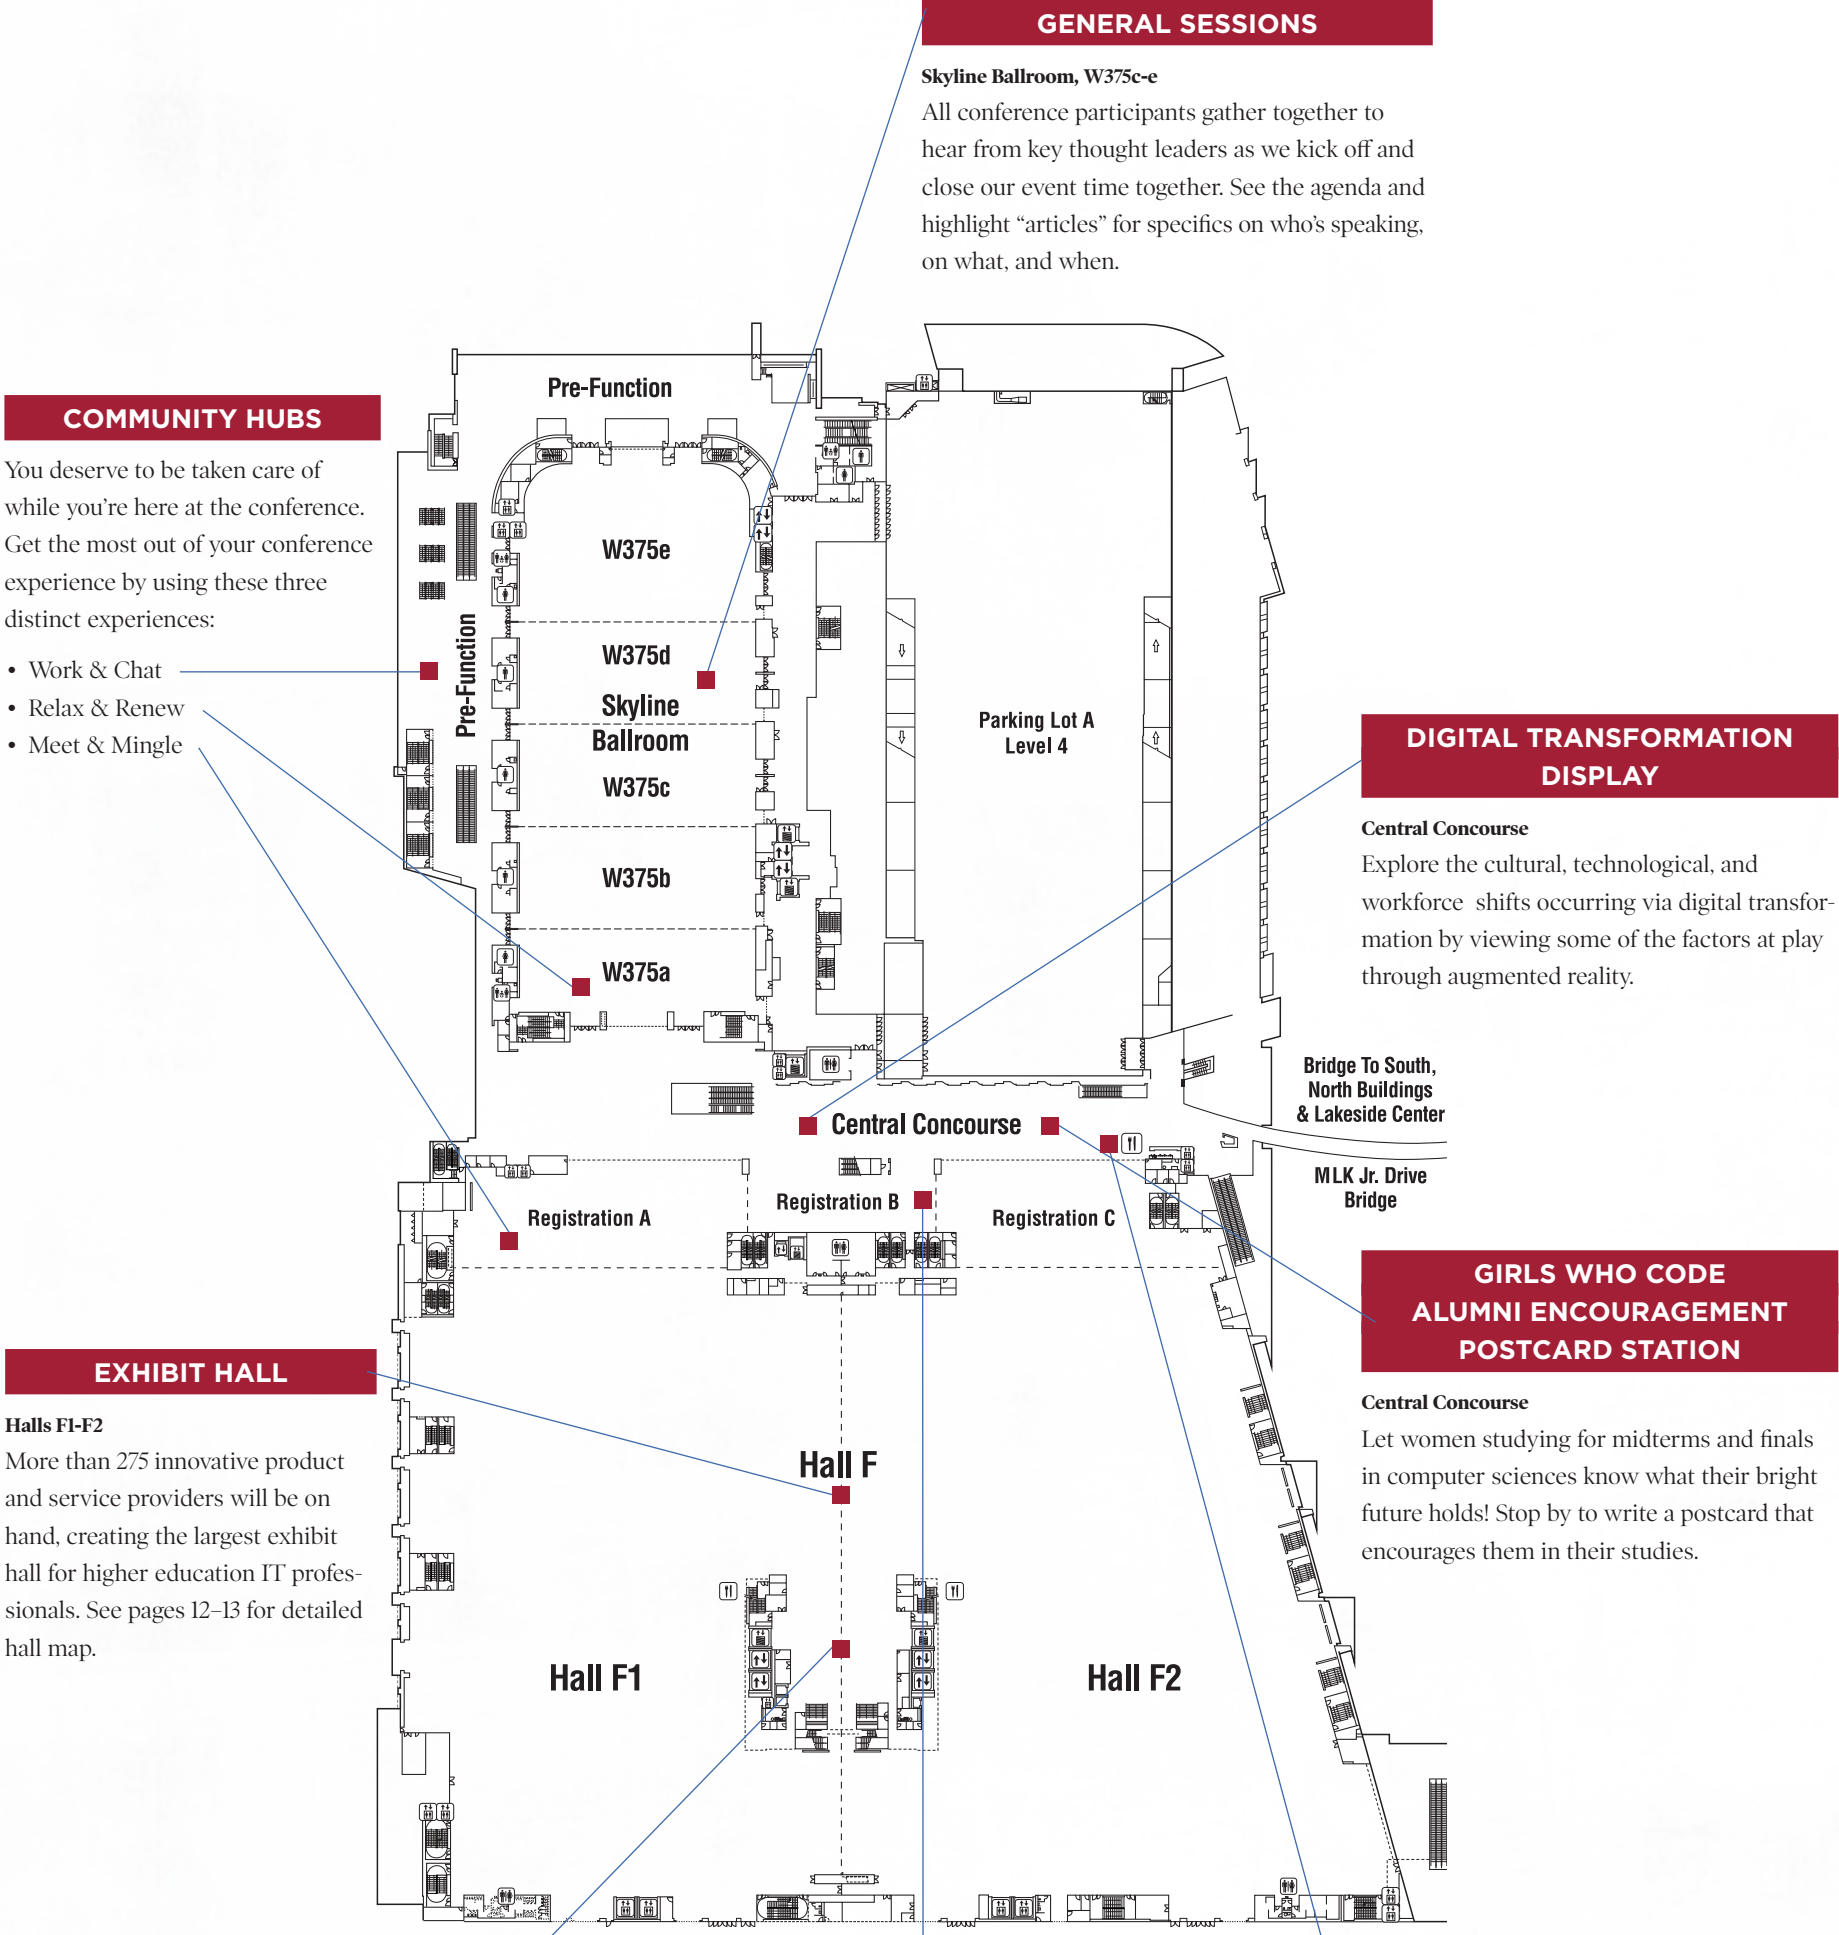 GENERAL SESSIONS
Skyline Ballroom, W375c-e
All conference participants gather together to
hear from key thought leaders as we kick off and
close our event time together. See the agenda and
highlight “articles” for specifics on who’s speaking,
on what, and when.
COMMUNITY HUBS
You deserve to be taken care of
while you’re here at the conference.
Get the most out of your conference
experience by using these three
distinct experiences:
• Work & Chat
• Relax & Renew
• Meet & Mingle
Pre-Function
Pre-Function
W375e
W375d
Skyline
Ballroom
W375c
W375b
W375a
Parking Lot A
Level 4
DIGITAL TRANSFORMATION
DISPLAY
Central Concourse
Explore the cultural, technological, and
workforce shifts occurring via digital transfor-
mation by viewing some of the factors at play
through augmented reality.
Bridge To South,
North Buildings
& Lakeside Center
MLK Jr. Drive
Bridge
Central Concourse
Registration A
Registration B
Registration C
GIRLS WHO CODE
ALUMNI ENCOURAGEMENT
POSTCARD STATION
Central Concourse
Let women studying for midterms and finals
in computer sciences know what their bright
future holds! Stop by to write a postcard that
encourages them in their studies.
EXHIBIT HALL
Halls F1-F2
More than 275 innovative product
and service providers will be on
hand, creating the largest exhibit
hall for higher education IT profes-
sionals. See pages 12–13 for detailed
hall map.
Hall F
Hall F1
Hall F2